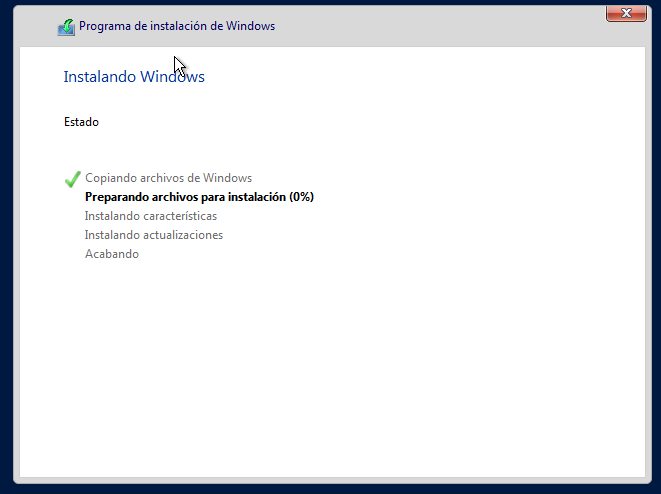 Programa de instalación de Windows
Instalando Windows
Estado
Copiando archivos de Windows
Preparando archivos para instalación (0%)
Instalando características
Instalando actualizaciones
Acabando